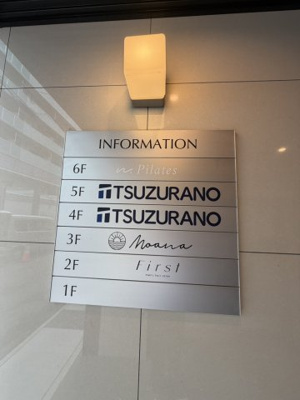 INFORMATION
6F Pilates
5F TSUZURANO
4F TSUZURANO
3F Moana
2F First
1F